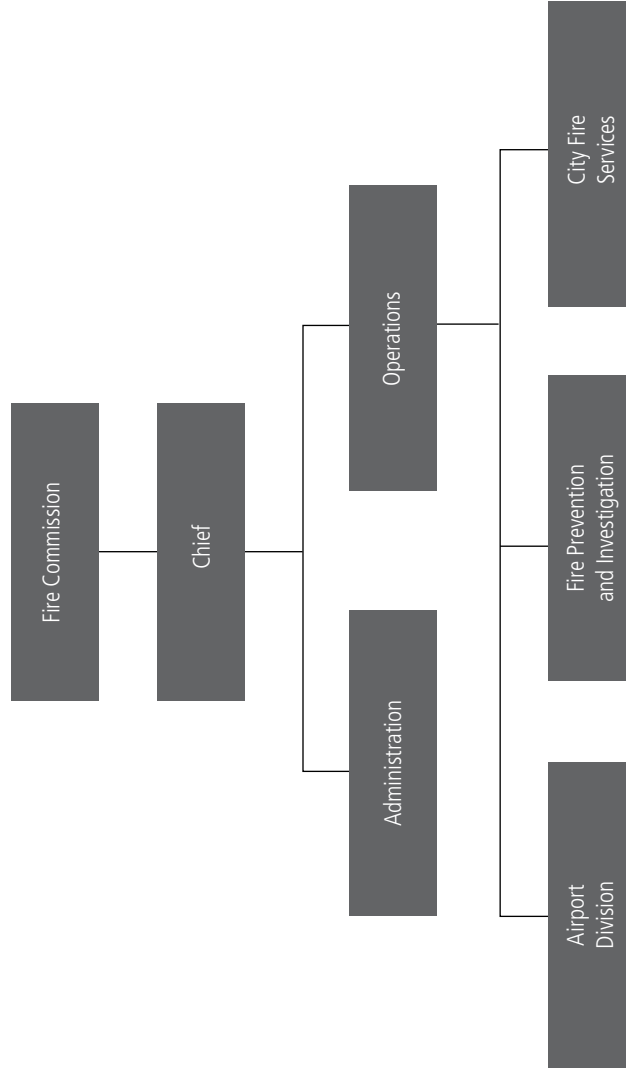 Fire Commission
Chief
Administration
Operations
Airport
Division
Fire Prevention
and Investigation
City Fire
Services